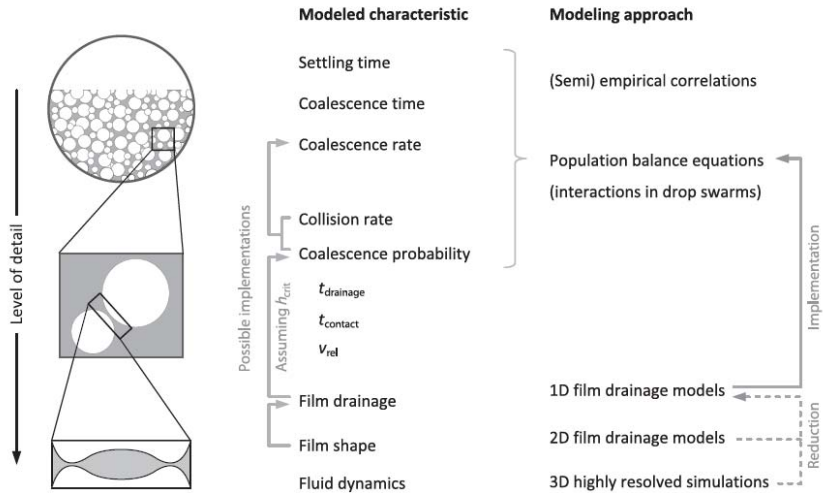 Modeled characteristic
Modeling approach
Settling time
(Semi) empirical correlations
Coalescence time
Coalescence rate
Population balance equations
(interactions in drop swarms)
Collision rate
Coalescence probability
t_drainage
t_contact
v_rel
Film drainage
1D film drainage models
Film shape
2D film drainage models
Fluid dynamics
3D highly resolved simulations
Level of detail
Possible implementations
Assuming h_crit
Implementation
Reduction